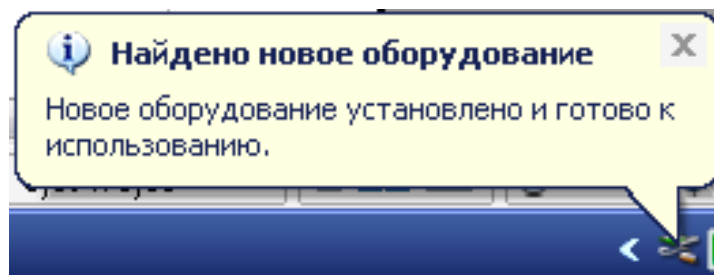 Найдено новое оборудование
Новое оборудование установлено и готово к
использованию.